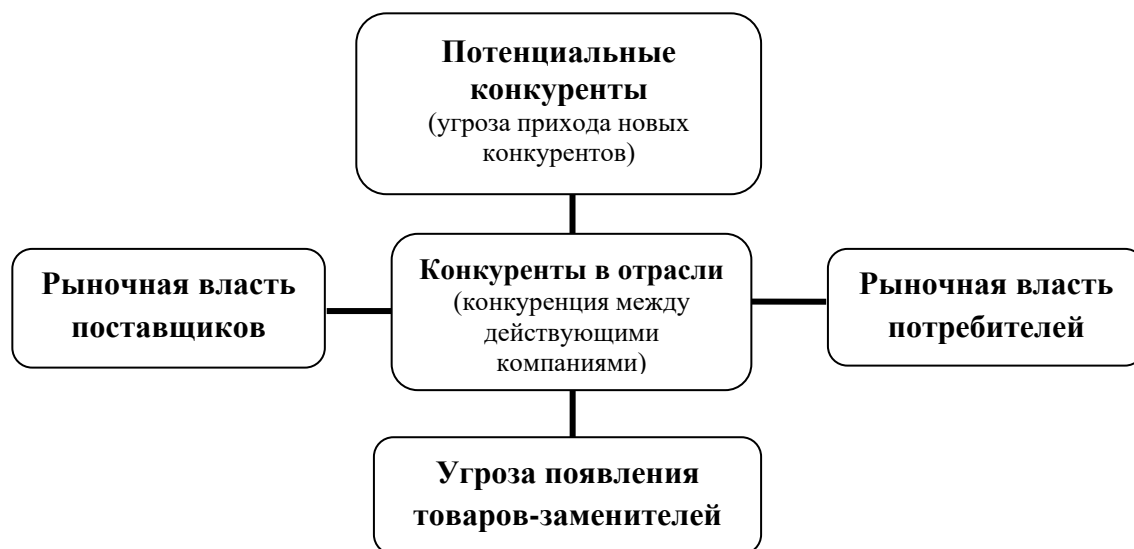 Потенциальные
конкуренты
(угроза прихода новых
конкурентов)
Рыночная власть
поставщиков
Конкуренты в отрасли
(конкуренция между
действующими
компаниями)
Рыночная власть
потребителей
Угроза появления
товаров-заменителей